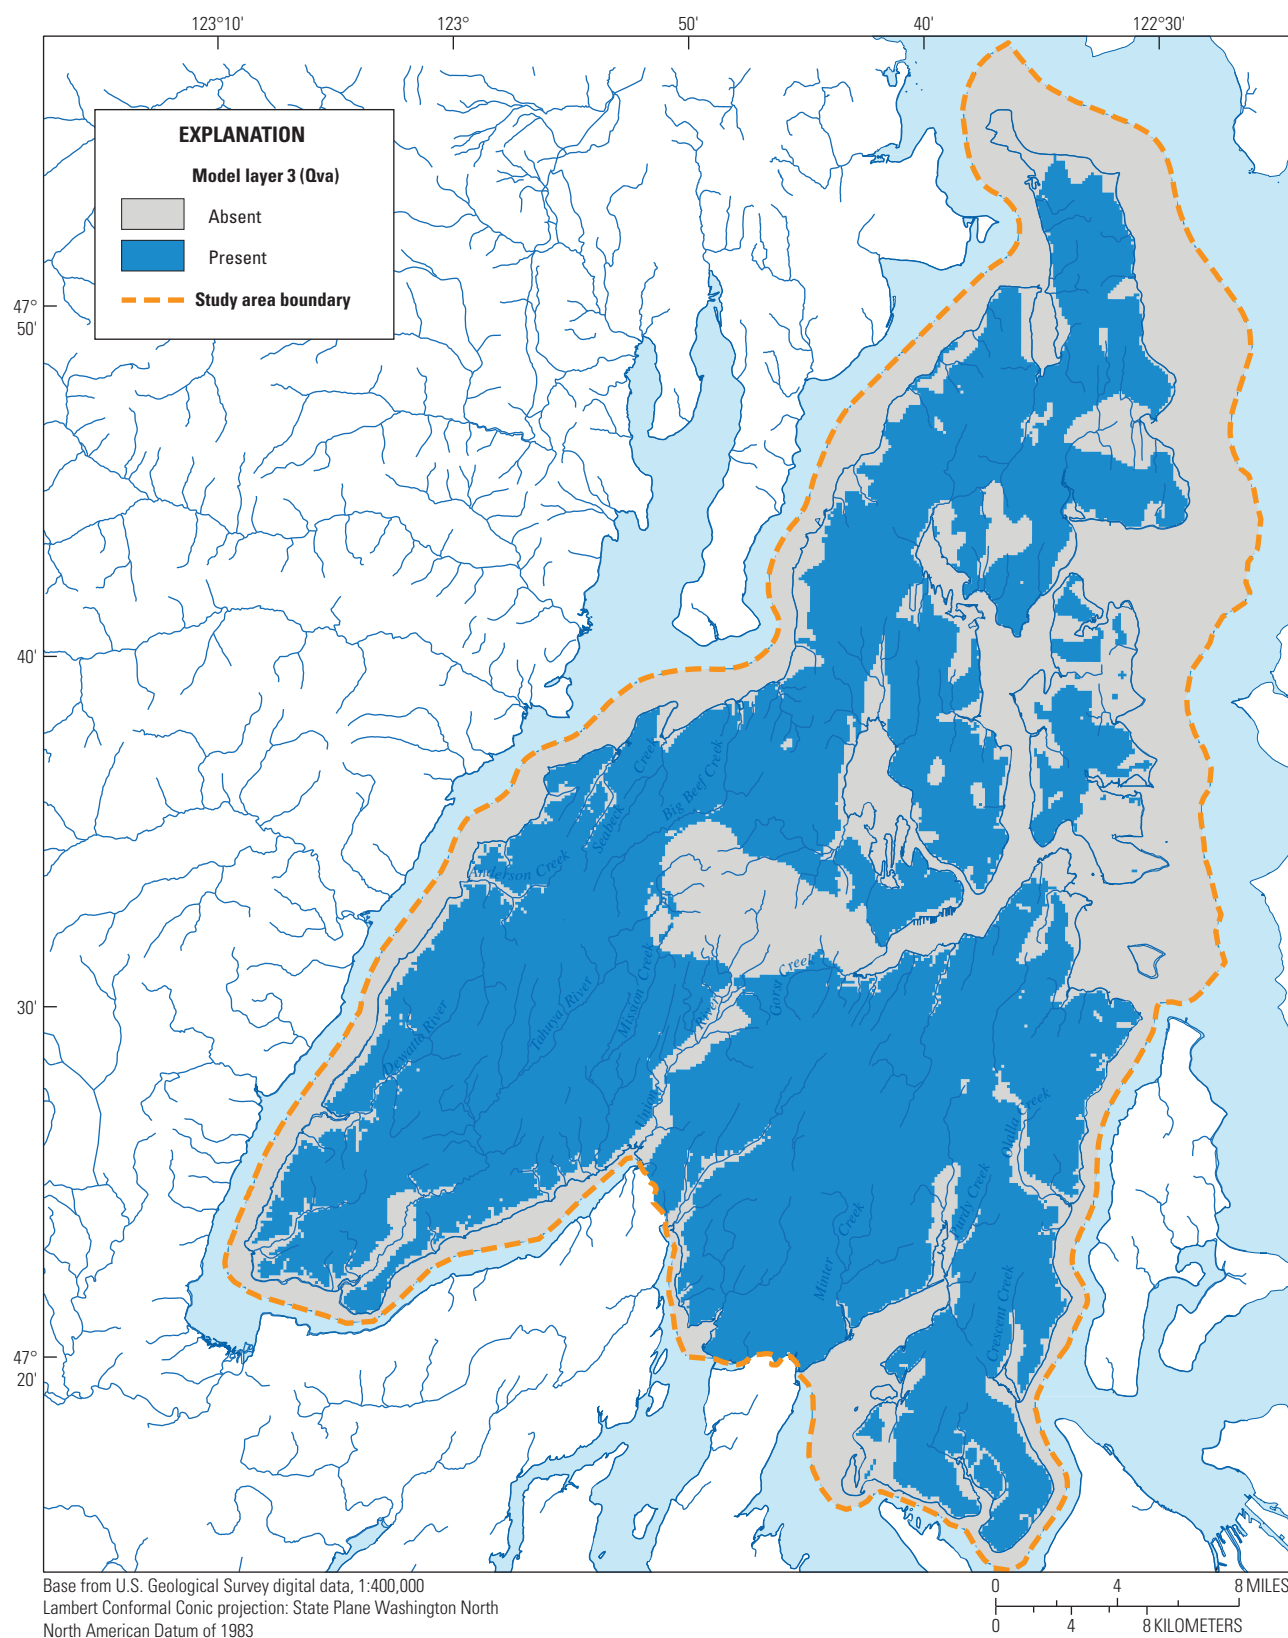 123°10'
123°
50'
40'
122°30'
EXPLANATION
Model layer 3 (Qva)
Absent
Present
Study area boundary
47°
50'
40'
Seabeck Creek
Big Beef Creek
Anderson Creek
30'
Dewatto River
Tahuya River
Mission Creek
Union River
Gorst Creek
Olalla Creek
Purdy Creek
Minter Creek
Crescent Creek
47°
20'
Base from U.S. Geological Survey digital data, 1:400,000
Lambert Conformal Conic projection: State Plane Washington North
North American Datum of 1983
0 4 8 MILES
0 4 8 KILOMETERS